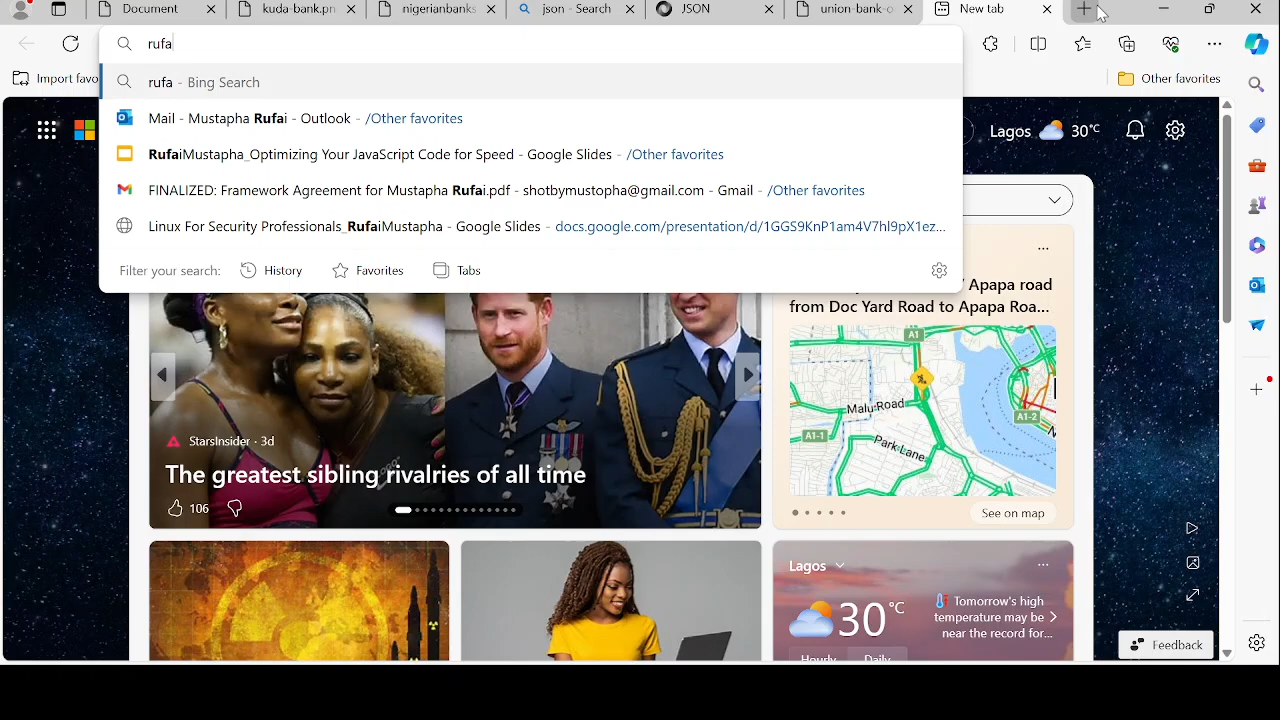 Document
kuda-bank.pn
nigerianbanks
json - Search
JSON
union-bank-o
New tab
rufa
Import favo
Other favorites
rufa - Bing Search
Mail - Mustapha Rufai - Outlook - /Other favorites
RufaiMustapha_Optimizing Your JavaScript Code for Speed - Google Slides - /Other favorites
FINALIZED: Framework Agreement for Mustapha Rufai.pdf - shotbymustopha@gmail.com - Gmail - /Other favorites
Linux For Security Professionals_RufaiMustapha - Google Slides - docs.google.com/presentation/d/1GGS9KnP1am4V7hl9pX1ez...
Filter your search: History Favorites Tabs
Lagos 30°C
Apapa road
from Doc Yard Road to Apapa Roa...
A1
Malu Road
A1-2
A1-1
Park Lane
See on map
StarsInsider · 3d
The greatest sibling rivalries of all time
106
Lagos
30°C
Tomorrow's high
temperature may be
near the record for...
Hourly Daily
Feedback